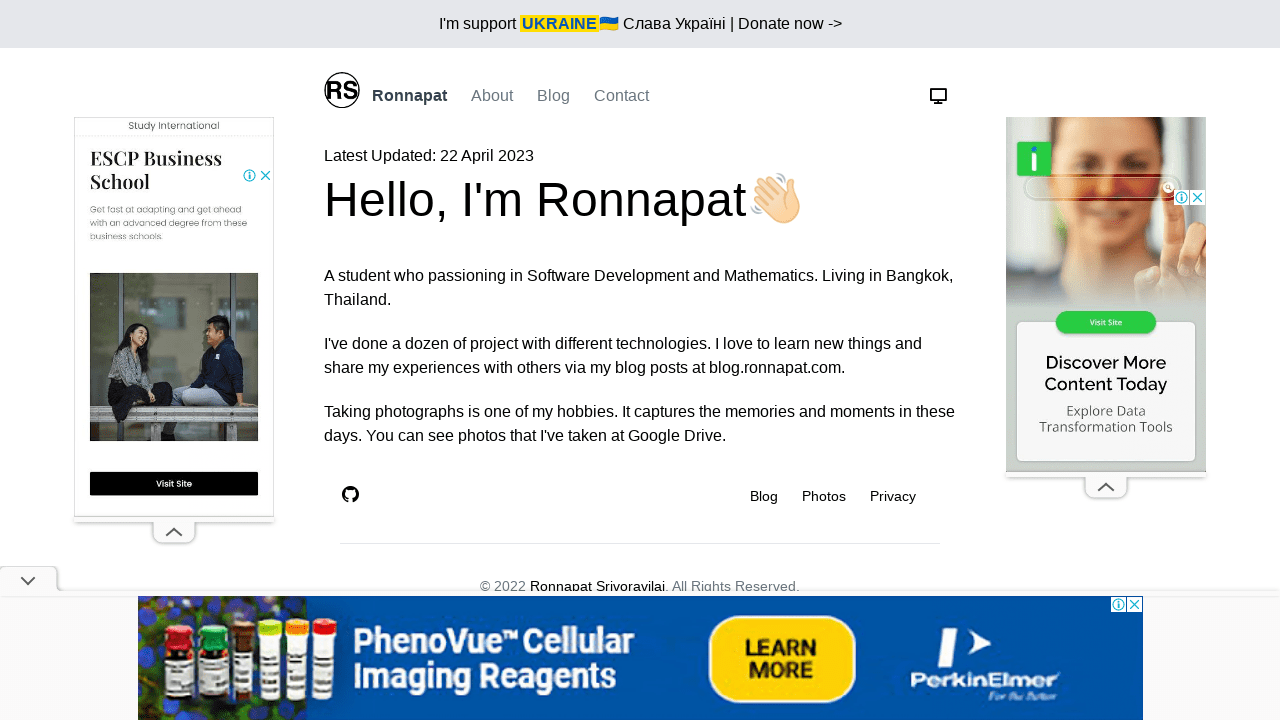 I'm support UKRAINE🇺🇦 Слава Україні | Donate now ->
RS Ronnapat About Blog Contact
Latest Updated: 22 April 2023
Hello, I'm Ronnapat👋🏻
A student who passioning in Software Development and Mathematics. Living in Bangkok,
Thailand.
I've done a dozen of project with different technologies. I love to learn new things and
share my experiences with others via my blog posts at blog.ronnapat.com.
Taking photographs is one of my hobbies. It captures the memories and moments in these
days. You can see photos that I've taken at Google Drive.
Blog Photos Privacy
© 2022 Ronnapat Srivoravilai. All Rights Reserved.
Study International
ESCP Business
School
Get fast at adapting and get ahead
with an advanced degree from these
business schools.
Visit Site
i
Visit Site
Discover More
Content Today
Explore Data
Transformation Tools
PhenoVue™ Cellular
Imaging Reagents
LEARN
MORE
PerkinElmer
For the Better